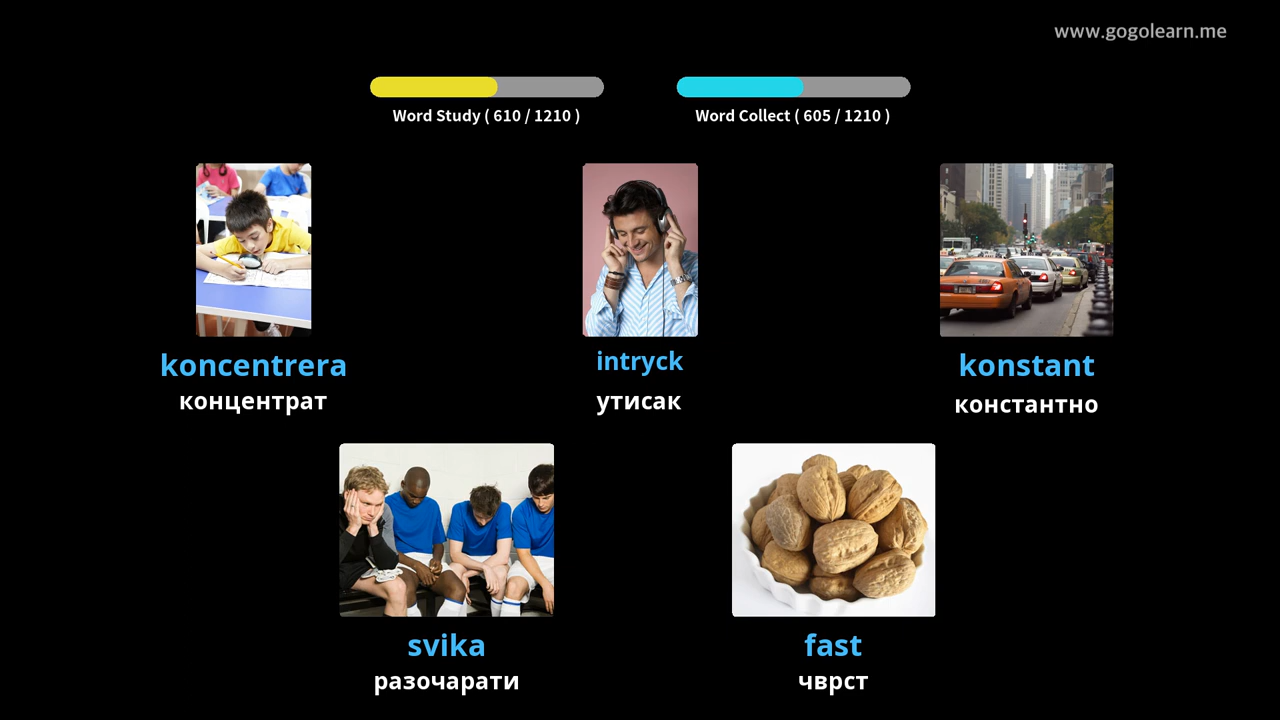 www.gogolearn.me
Word Study ( 610 / 1210 )
Word Collect ( 605 / 1210 )
koncentrera
концентрат
intryck
утисак
konstant
константно
svika
разочарати
fast
чврст